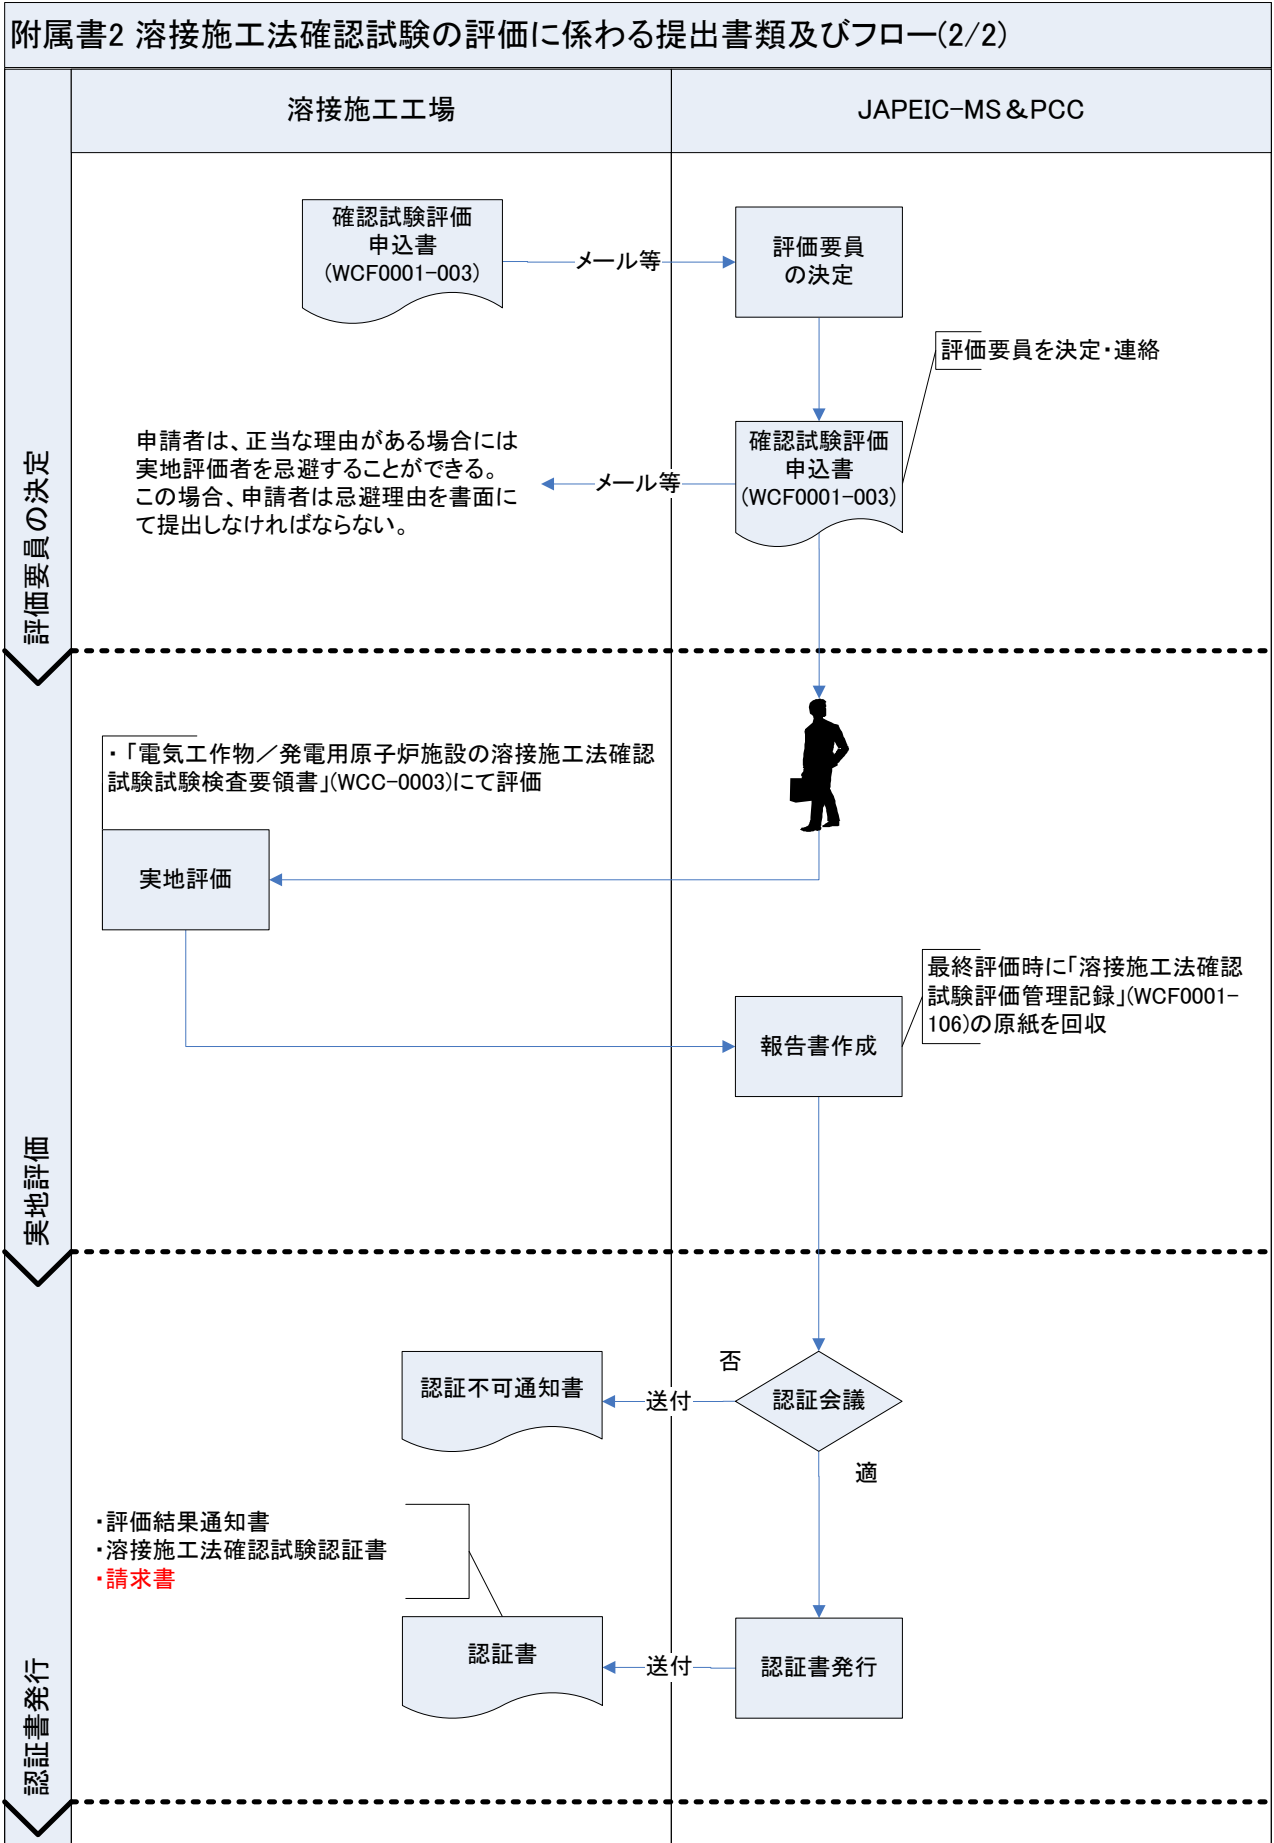 附属書2 溶接施工法確認試験の評価に係わる提出書類及びフロー(2/2)
溶接施工工場
JAPEIC-MS&PCC
評価要員の決定
確認試験評価
申込書
(WCF0001-003)
メール等
評価要員
の決定
評価要員を決定・連絡
確認試験評価
申込書
(WCF0001-003)
メール等
申請者は、正当な理由がある場合には
実地評価者を忌避することができる。
この場合、申請者は忌避理由を書面に
て提出しなければならない。
実地評価
・「電気工作物／発電用原子炉施設の溶接施工法確認
試験試験検査要領書」(WCC-0003)にて評価
実地評価
最終評価時に「溶接施工法確認
試験評価管理記録」(WCF0001-
106)の原紙を回収
報告書作成
認証書発行
認証不可通知書
送付
否
認証会議
適
・評価結果通知書
・溶接施工法確認試験認証書
・請求書
認証書
送付
認証書発行